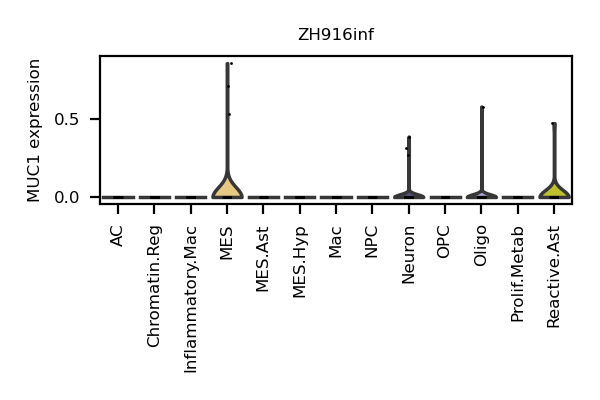 ZH916inf
MUC1 expression
0.5
0.0
AC
Chromatin.Reg
Inflammatory.Mac
MES
MES.Ast
MES.Hyp
Mac
NPC
Neuron
OPC
Oligo
Prolif.Metab
Reactive.Ast